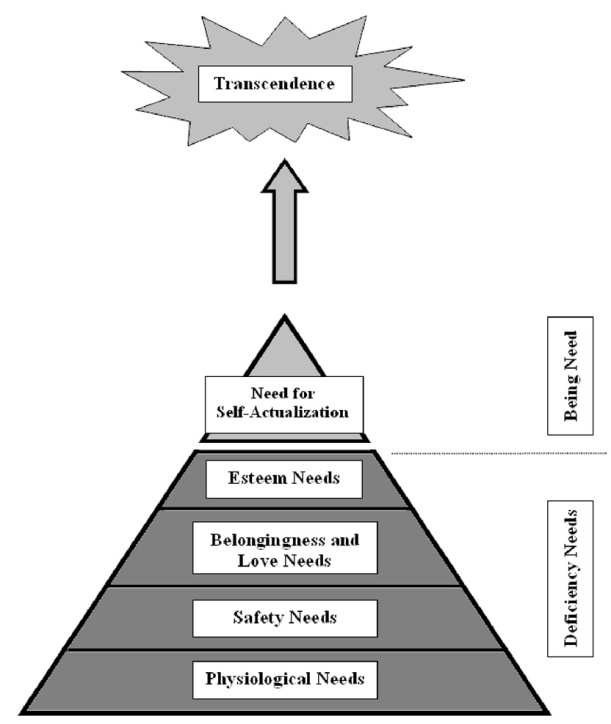 Transcendence
Need for
Self-Actualization
Being Need
Esteem Needs
Belongingness and
Love Needs
Safety Needs
Physiological Needs
Deficiency Needs